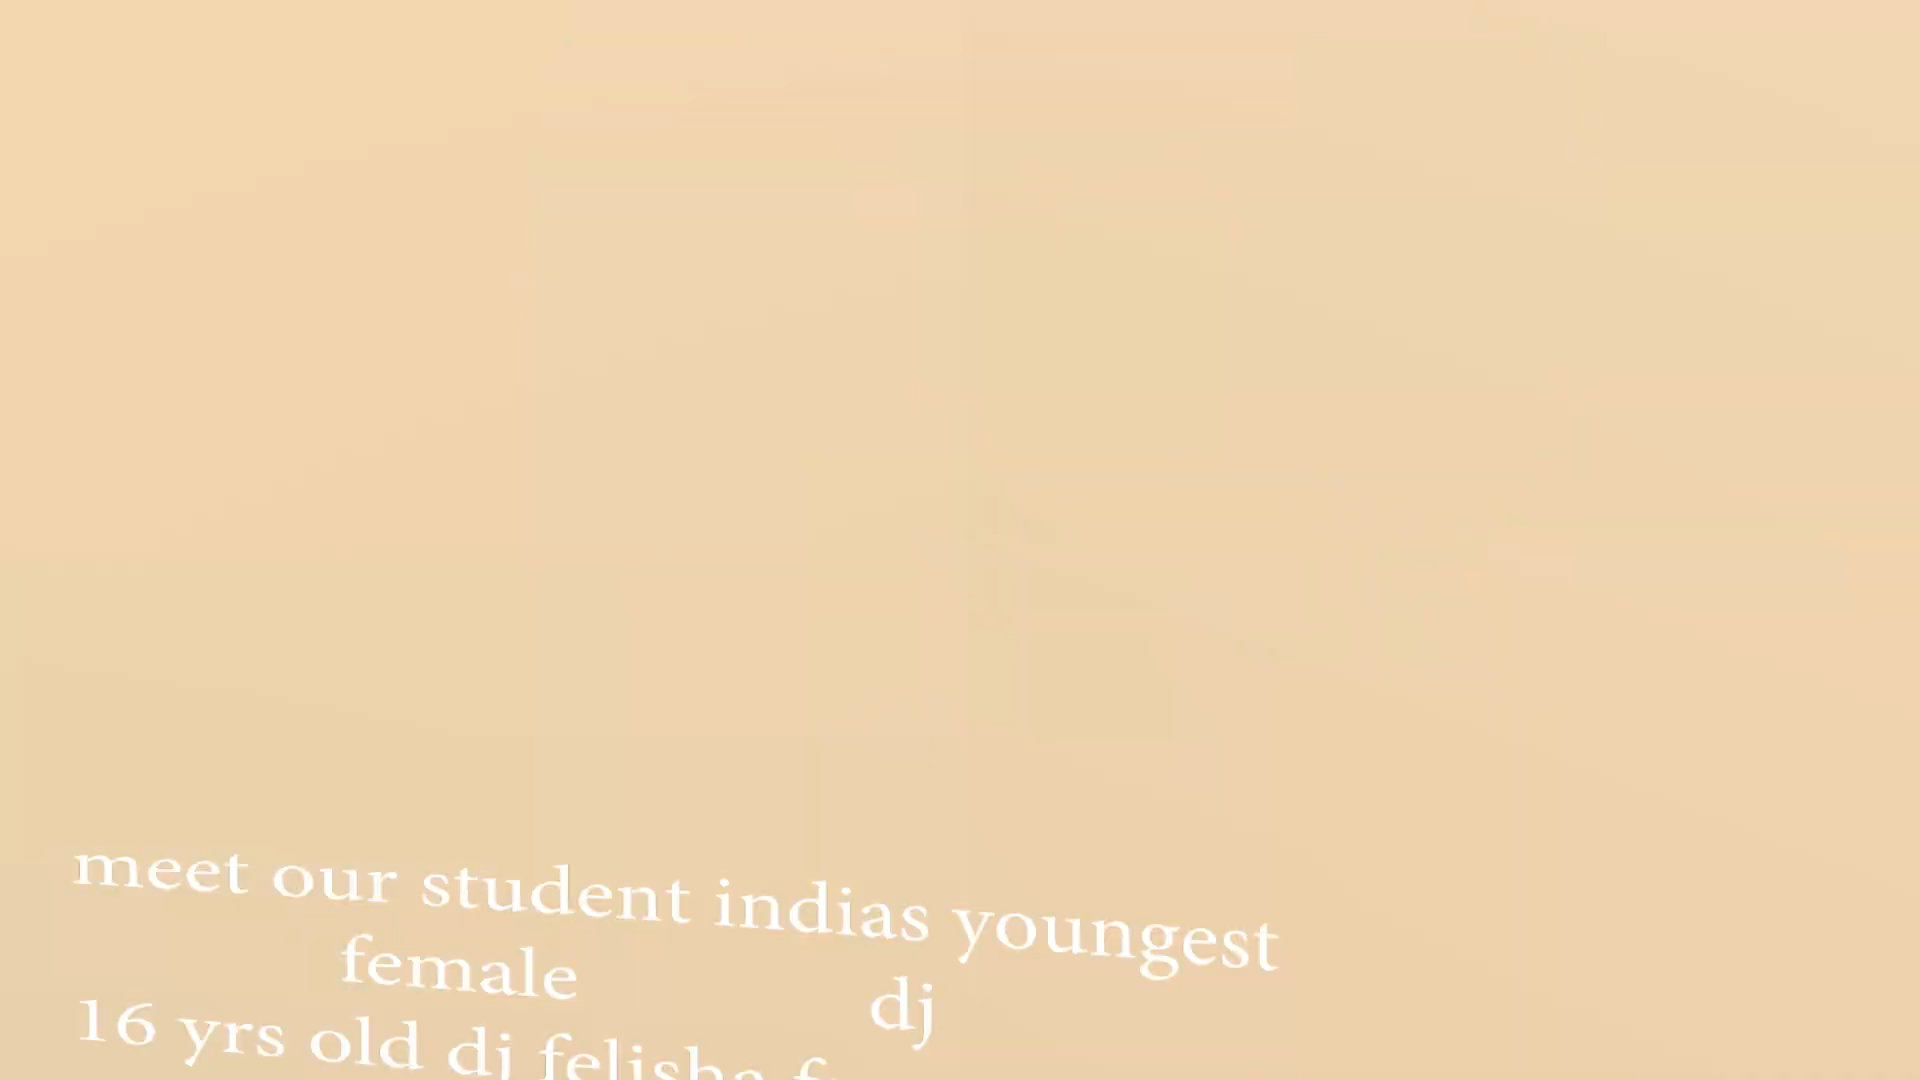 meet our student indias youngest
female dj
16 yrs old dj felisha